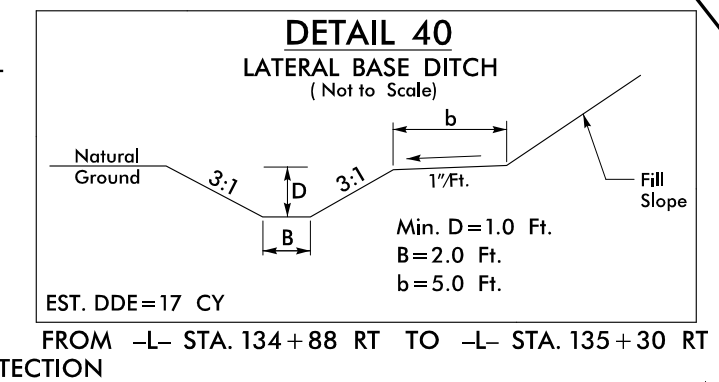 DETAIL 40
LATERAL BASE DITCH
( Not to Scale)
b
Natural
Ground
3:1
D
3:1
1"/Ft.
Fill
Slope
B
Min. D=1.0 Ft.
B=2.0 Ft.
b=5.0 Ft.
EST. DDE=17 CY
FROM -L- STA. 134+88 RT TO -L- STA. 135+30 RT
TECTION